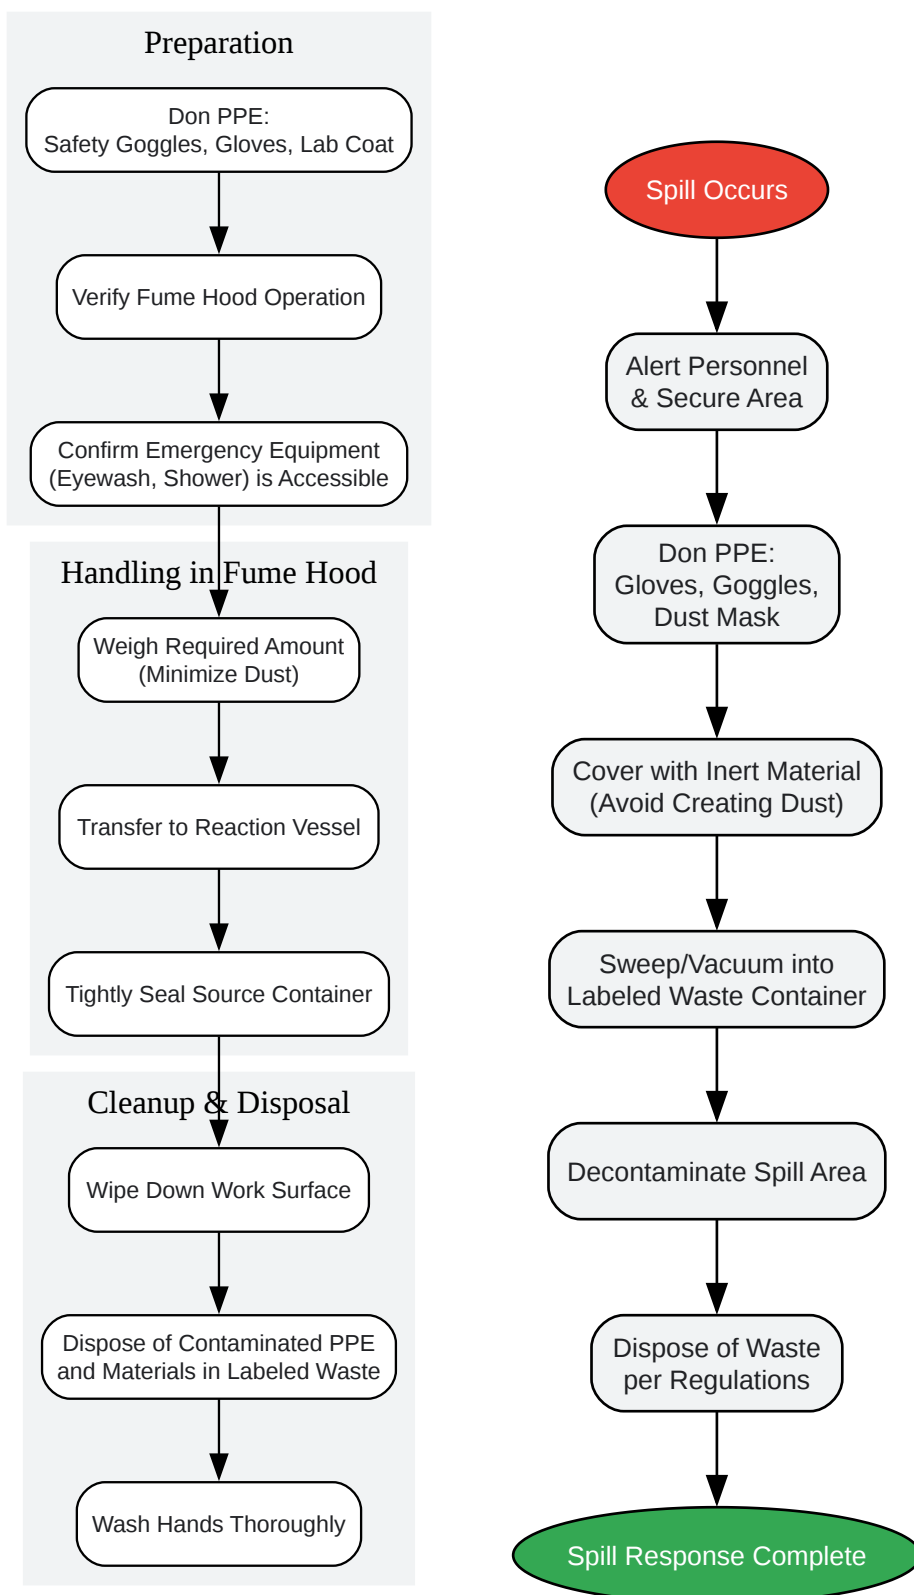 Preparation
Don PPE:
Safety Goggles, Gloves, Lab Coat
Verify Fume Hood Operation
Confirm Emergency Equipment
(Eyewash, Shower) is Accessible
Handling in Fume Hood
Weigh Required Amount
(Minimize Dust)
Transfer to Reaction Vessel
Tightly Seal Source Container
Cleanup & Disposal
Wipe Down Work Surface
Dispose of Contaminated PPE
and Materials in Labeled Waste
Wash Hands Thoroughly
Spill Occurs
Alert Personnel
& Secure Area
Don PPE:
Gloves, Goggles,
Dust Mask
Cover with Inert Material
(Avoid Creating Dust)
Sweep/Vacuum into
Labeled Waste Container
Decontaminate Spill Area
Dispose of Waste
per Regulations
Spill Response Complete